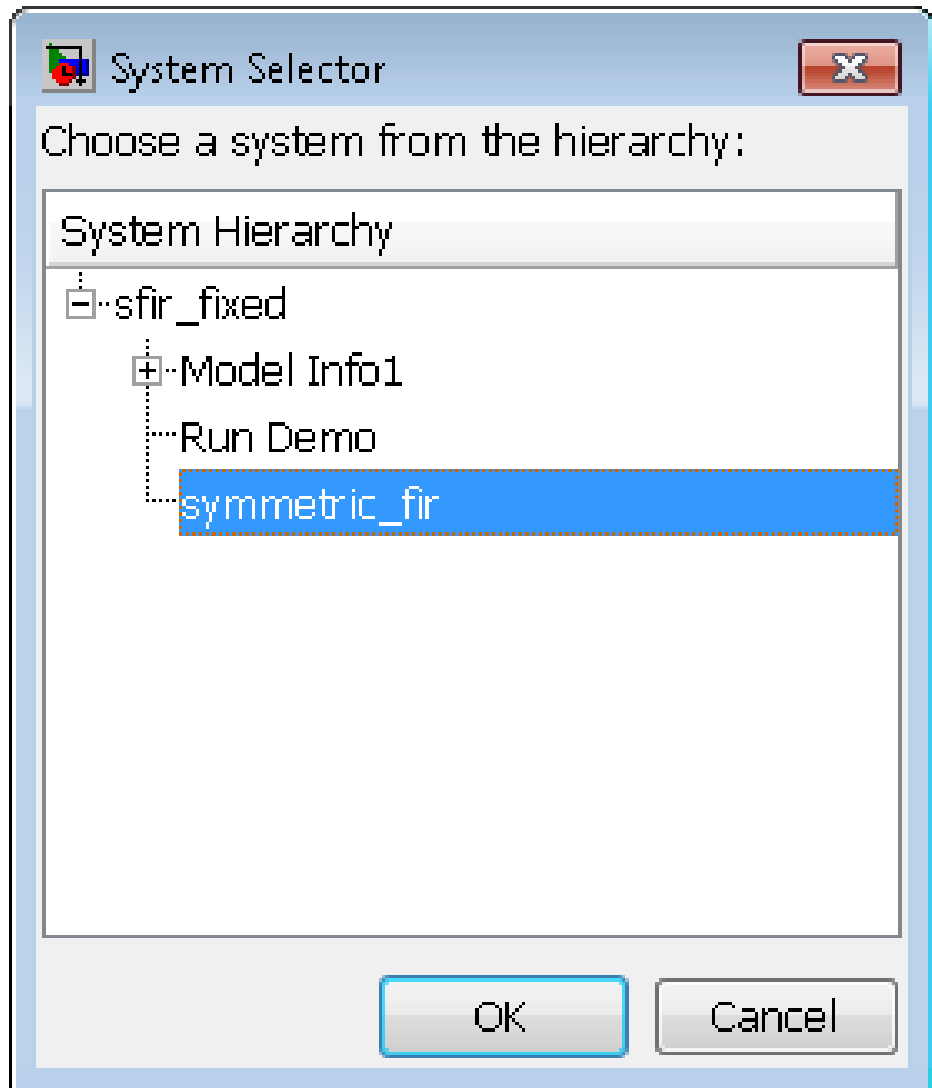 System Selector
Choose a system from the hierarchy:
System Hierarchy
sfir_fixed
Model Info1
Run Demo
symmetric_fir
OK Cancel